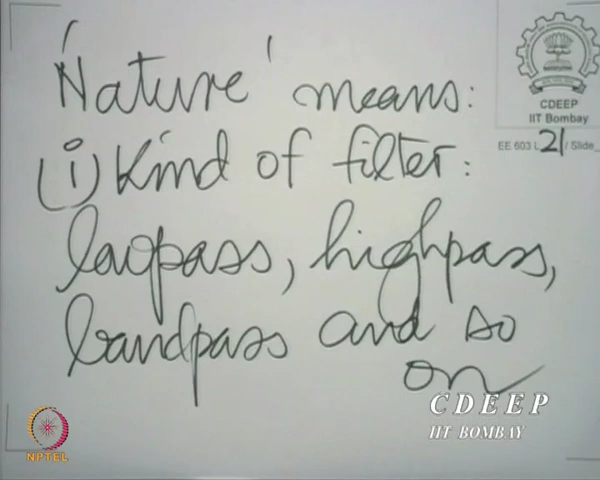 'Nature' means:
(i) Kind of filter:
lowpass, highpass,
bandpass and so
on
CDEEP
IIT Bombay
EE 603 L 21 / Slide
CDEEP
IIT BOMBAY
NPTEL